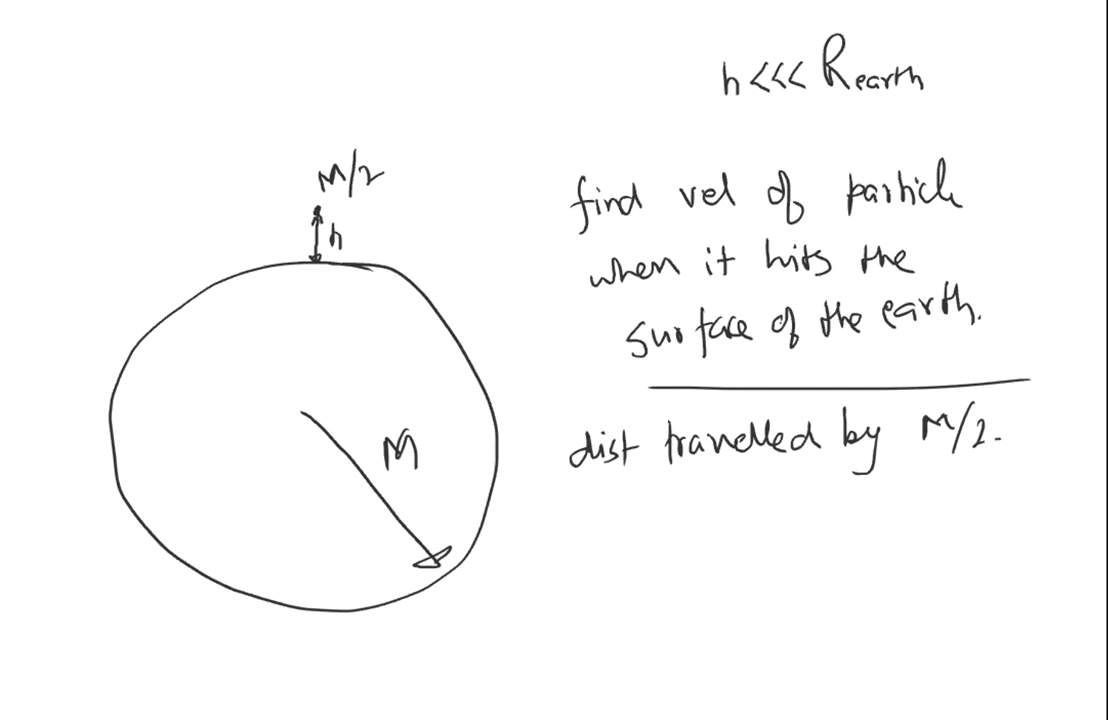 h <<< Rearth
M/2
h
find vel of particle
when it hits the
surface of the earth.
M
dist travelled by M/2.